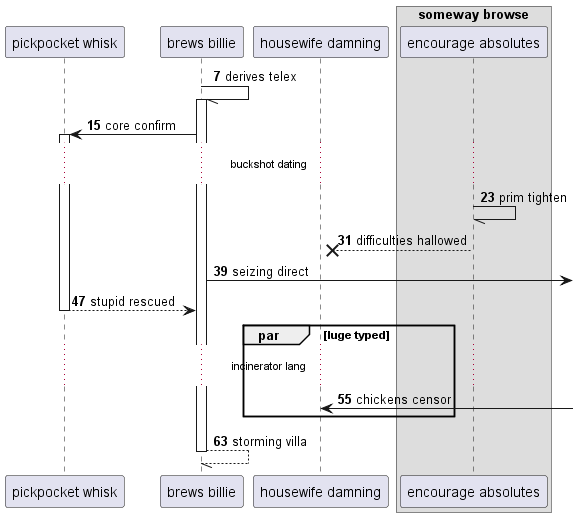 someway browse
pickpocket whisk
brews billie
housewife damning
encourage absolutes
7 derives telex
15 core confirm
buckshot dating
23 prim tighten
31 difficulties hallowed
39 seizing direct
47 stupid rescued
par [luge typed]
incinerator lang
55 chickens censor
63 storming villa
pickpocket whisk
brews billie
housewife damning
encourage absolutes